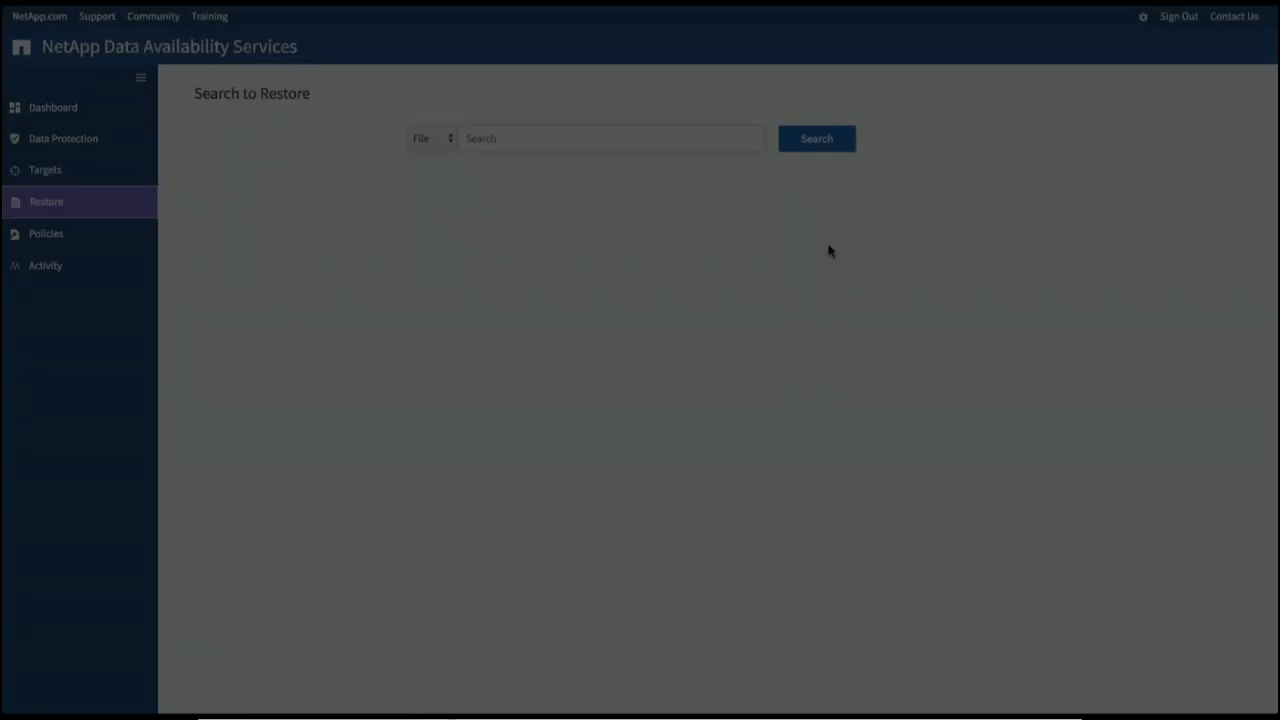 NetApp.com Support Community Training Sign Out Contact Us
NetApp Data Availability Services
Dashboard
Data Protection
Targets
Restore
Policies
Activity
Search to Restore
File Search Search